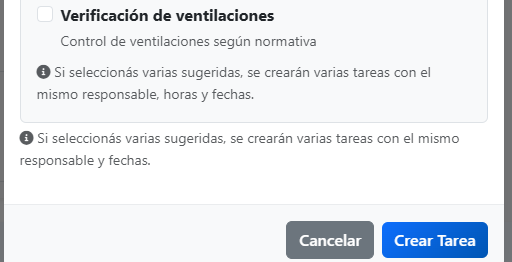 Verificación de ventilaciones
Control de ventilaciones según normativa
Si seleccionás varias sugeridas, se crearán varias tareas con el
mismo responsable, horas y fechas.
Si seleccionás varias sugeridas, se crearán varias tareas con el mismo
responsable y fechas.
Cancelar
Crear Tarea